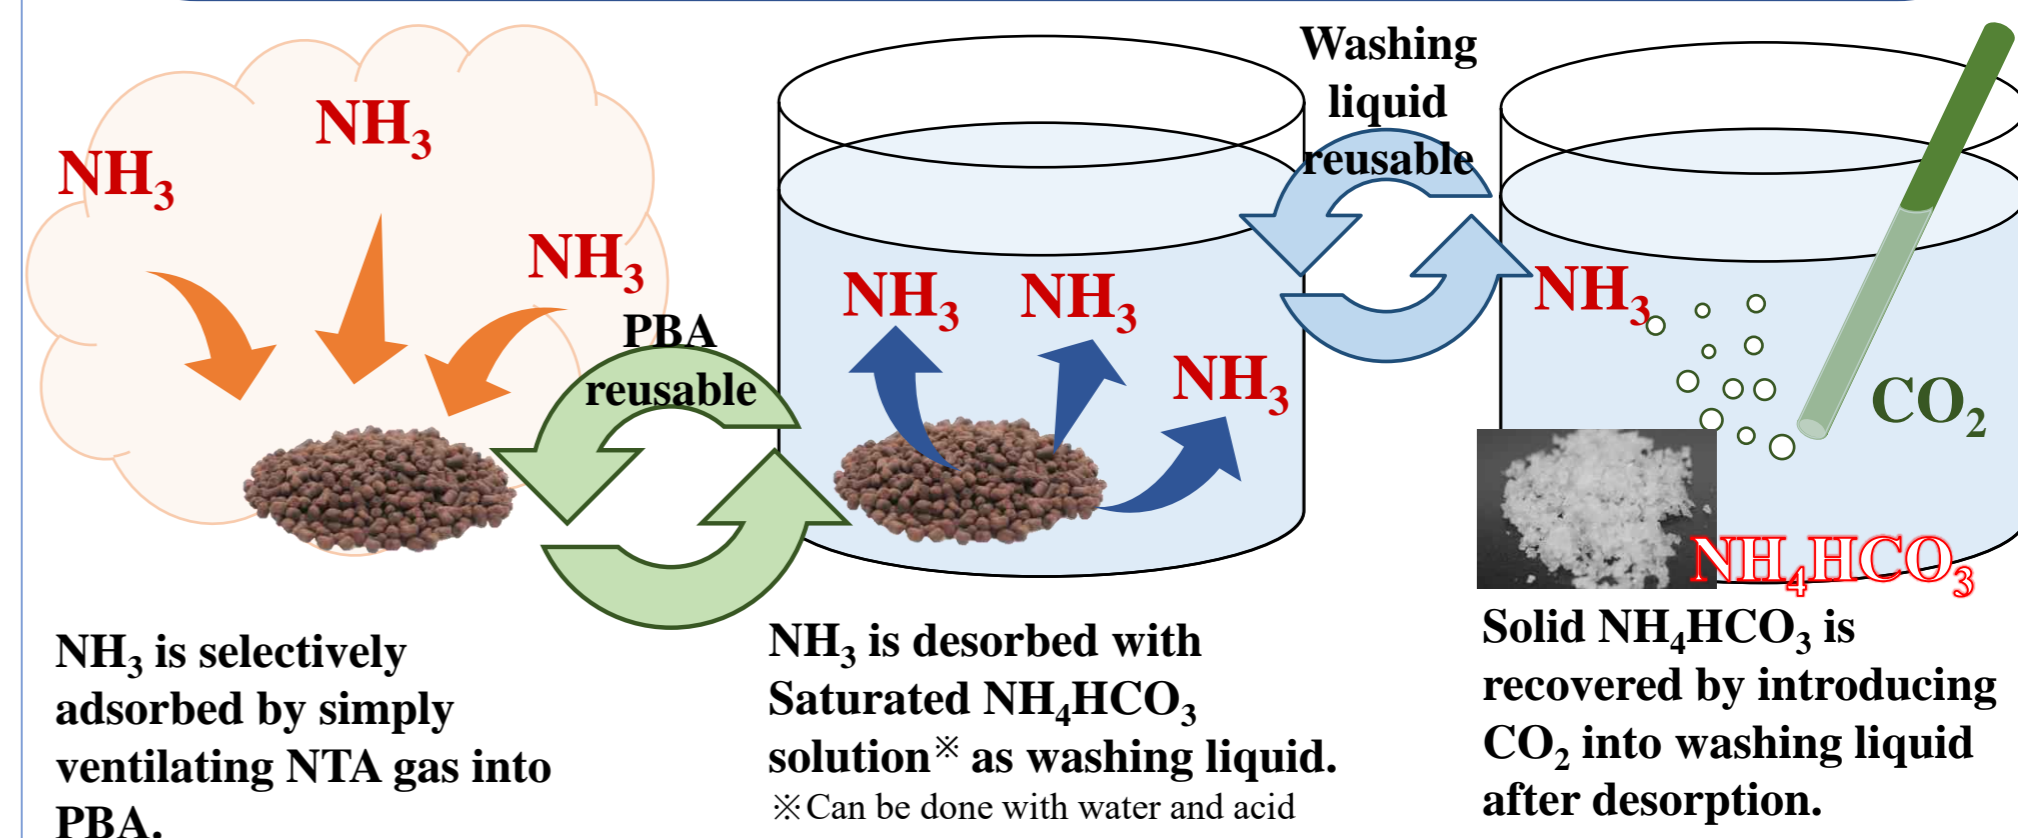 NH₃
NH₃
NH₃
NH₃ is selectively
adsorbed by simply
ventilating NTA gas into
PBA.
PBA
reusable
NH₃
NH₃
NH₃
NH₃ is desorbed with
Saturated NH₄HCO₃
solution※ as washing liquid.
※Can be done with water and acid
Washing
liquid
reusable
NH₃
CO₂
NH₄HCO₃
Solid NH₄HCO₃ is
recovered by introducing
CO₂ into washing liquid
after desorption.